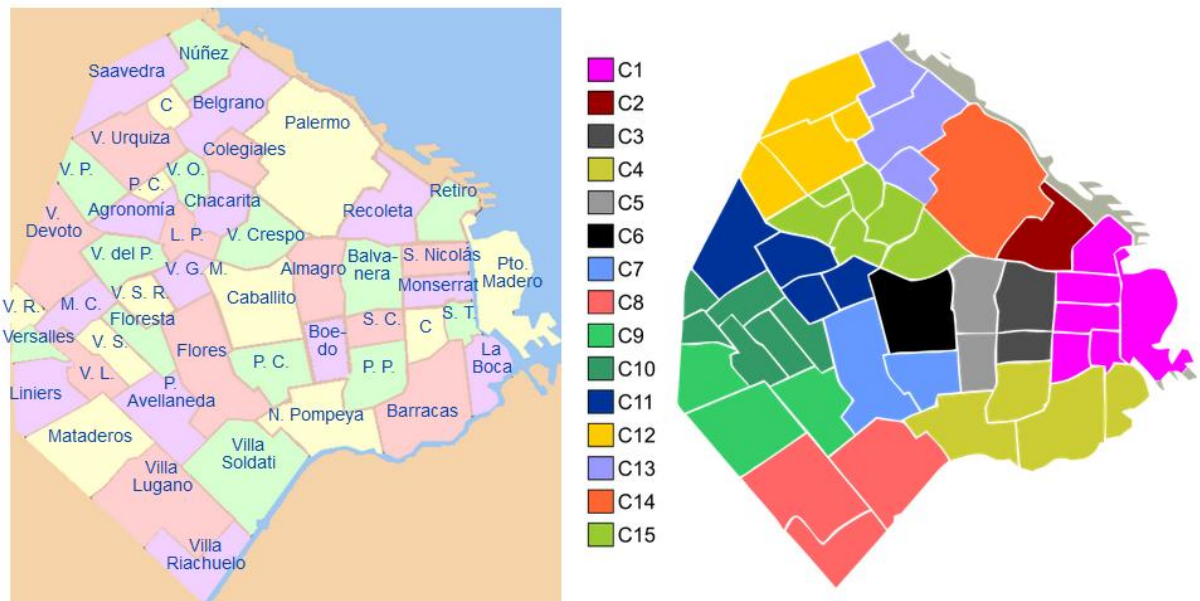 Núñez
Saavedra
C
Belgrano
Palermo
V. Urquiza
Colegiales
V. P.
V. O.
P. C.
Chacarita
Retiro
Agronomía
Recoleta
V.
Devoto
L. P.
V. Crespo
V. del P.
Almagro
Balva-
nera
S. Nicolás
Pto.
Madero
V. G. M.
Monserrat
V. R.
M. C.
V. S. R.
Caballito
Floresta
S. C.
C
S. T.
Versalles
V. S.
Flores
Boe-
do
La
Boca
P. C.
P. P.
V. L.
Liniers
P.
Avellaneda
N. Pompeya
Barracas
Mataderos
Villa
Soldati
Villa
Lugano
Villa
Riachuelo
C1
C2
C3
C4
C5
C6
C7
C8
C9
C10
C11
C12
C13
C14
C15